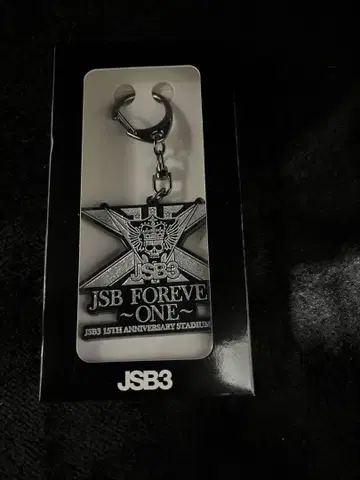 JSB3
JSB FOREVE
~ONE~
JSB3 15TH ANNIVERSARY STADIUM
JSB3